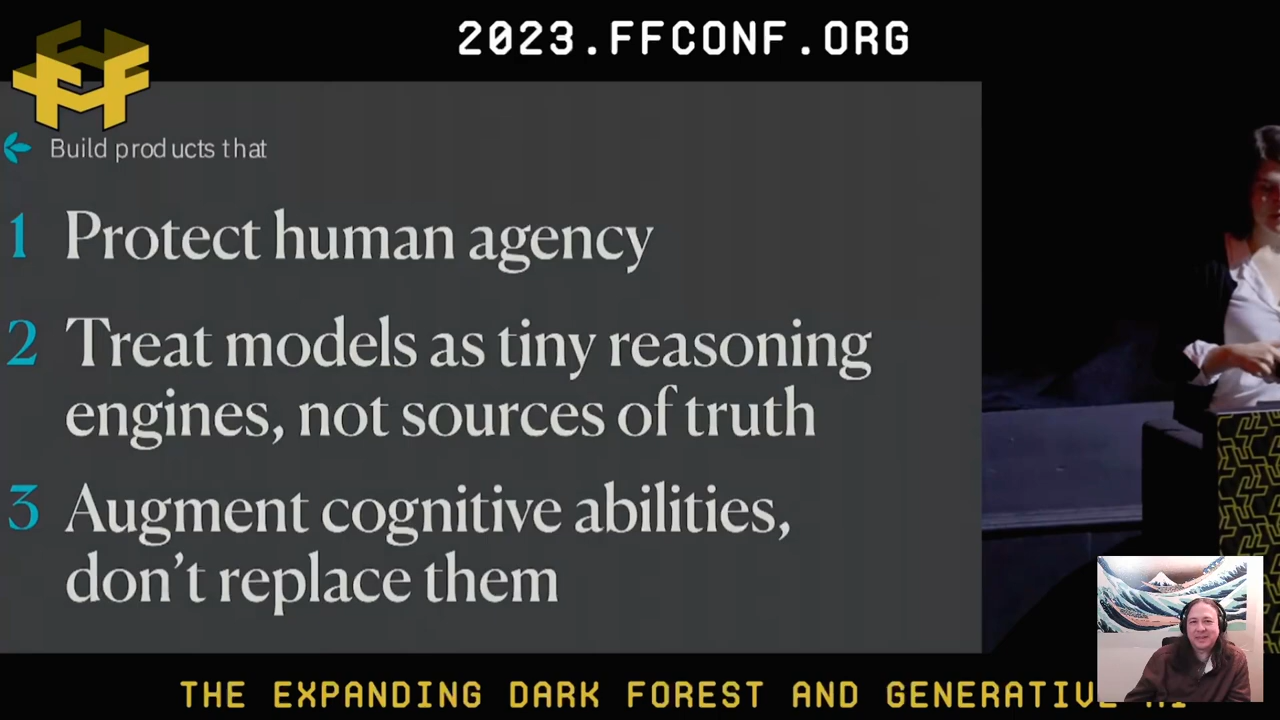 2023.FFCONF.ORG
Build products that
1 Protect human agency
2 Treat models as tiny reasoning
engines, not sources of truth
3 Augment cognitive abilities,
don't replace them
THE EXPANDING DARK FOREST AND GENERATIVE AI